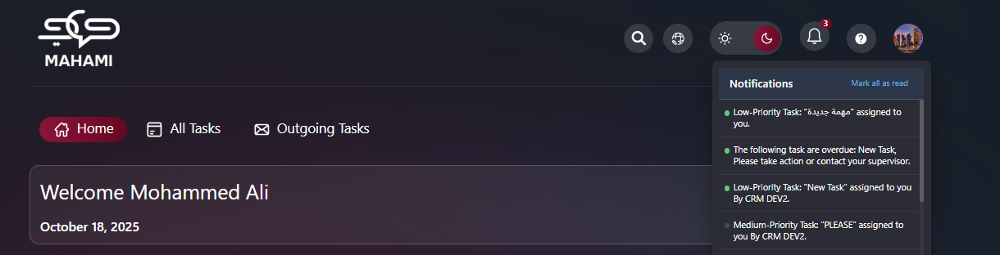 MAHAMI
3
Notifications
Mark all as read
Low-Priority Task: "مهمة جديدة" assigned to
you.
The following task are overdue: New Task,
Please take action or contact your supervisor.
Low-Priority Task: "New Task" assigned to you
By CRM DEV2.
Medium-Priority Task: "PLEASE" assigned to
you By CRM DEV2.
Home
All Tasks
Outgoing Tasks
Welcome Mohammed Ali
October 18, 2025